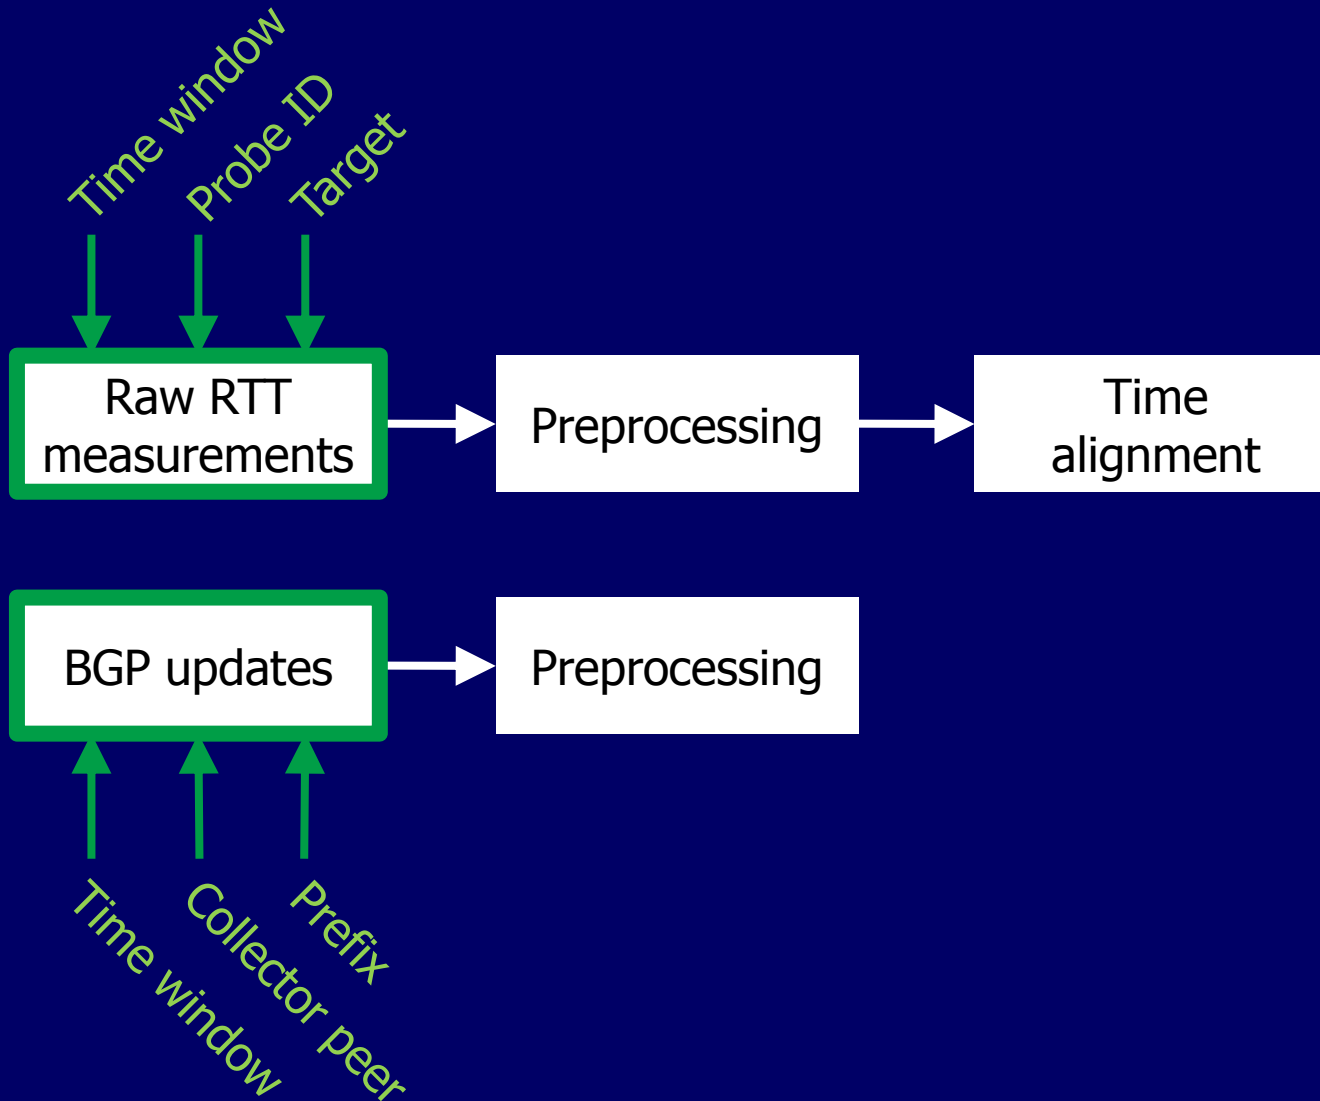 Time window
Probe ID
Target
Raw RTT
measurements
Preprocessing
Time
alignment
BGP updates
Preprocessing
Time window
Collector peer
Prefix